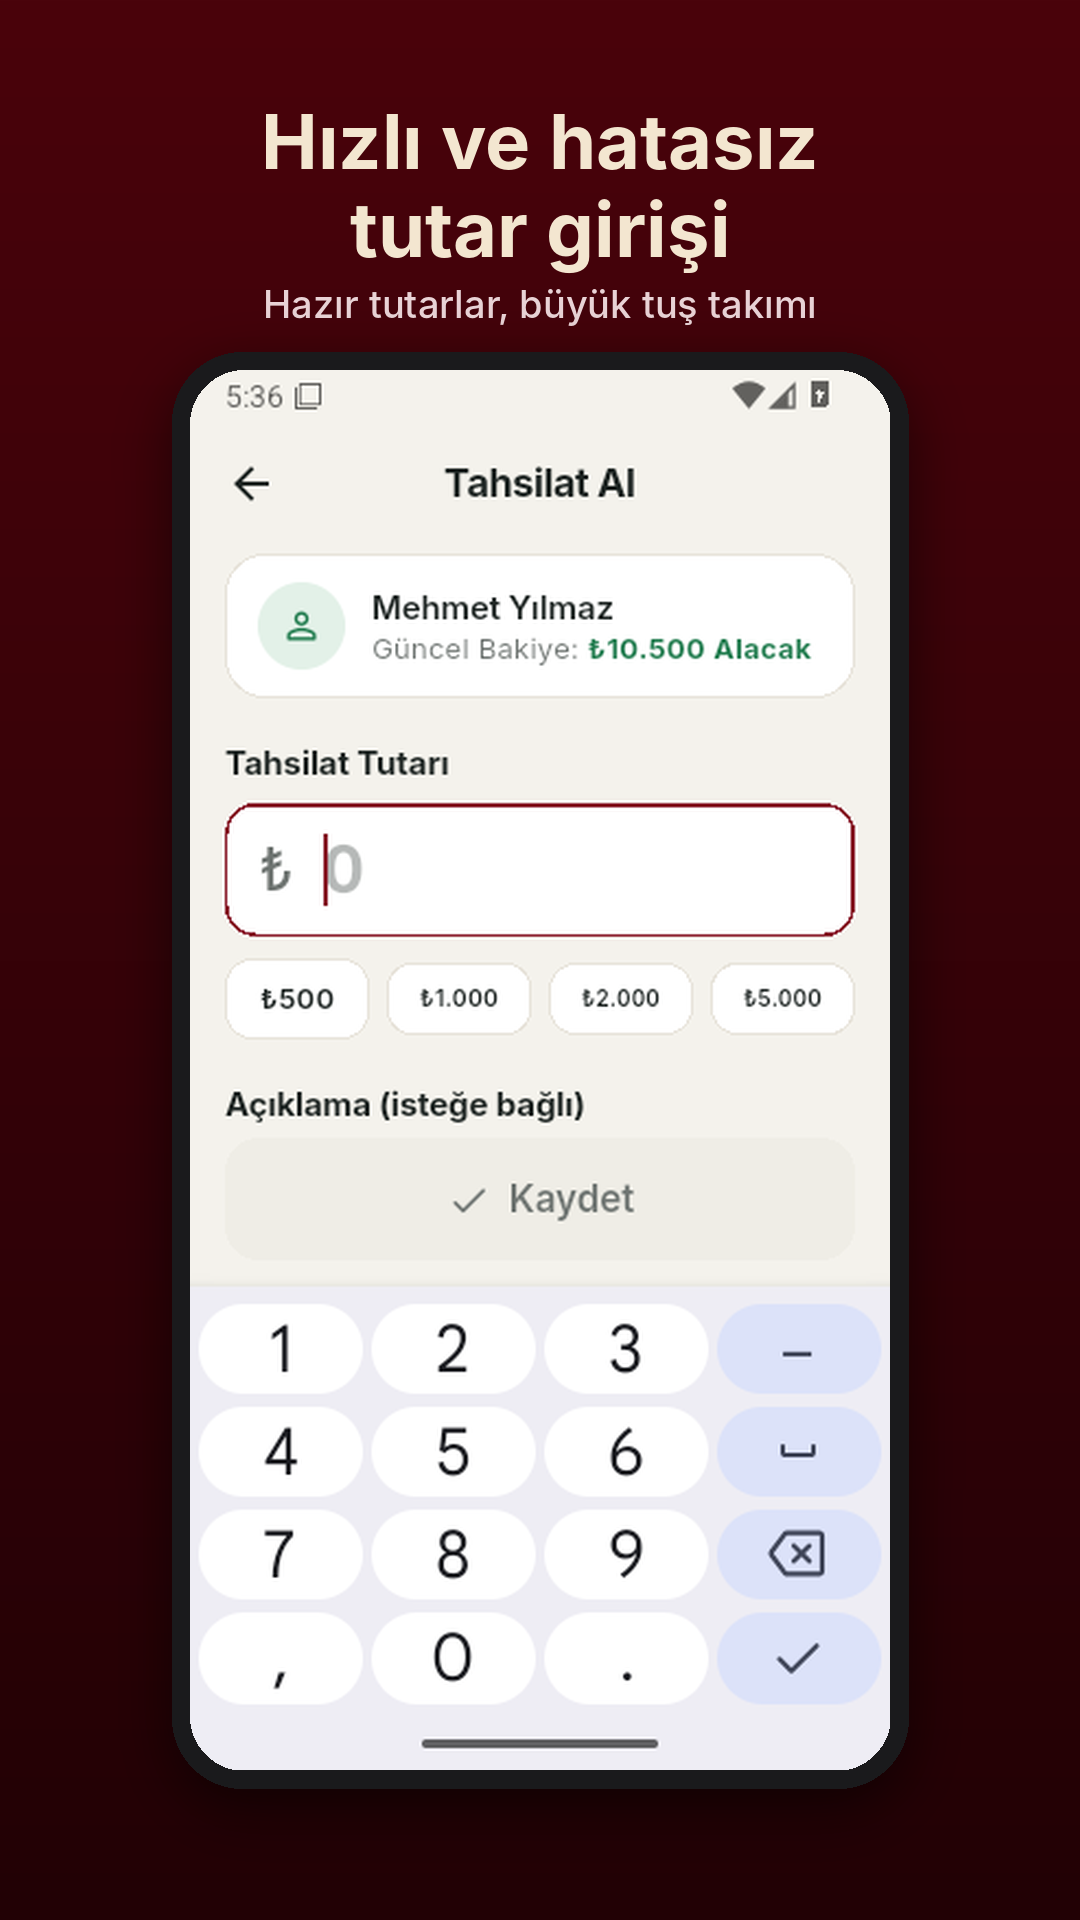 Hızlı ve hatasız
tutar girişi
Hazır tutarlar, büyük tuş takımı
5:36
Tahsilat Al
Mehmet Yılmaz
Güncel Bakiye: ₺10.500 Alacak
Tahsilat Tutarı
₺ 0
₺500 ₺1.000 ₺2.000 ₺5.000
Açıklama (isteğe bağlı)
Kaydet
1 2 3 –
4 5 6
7 8 9
, 0 .